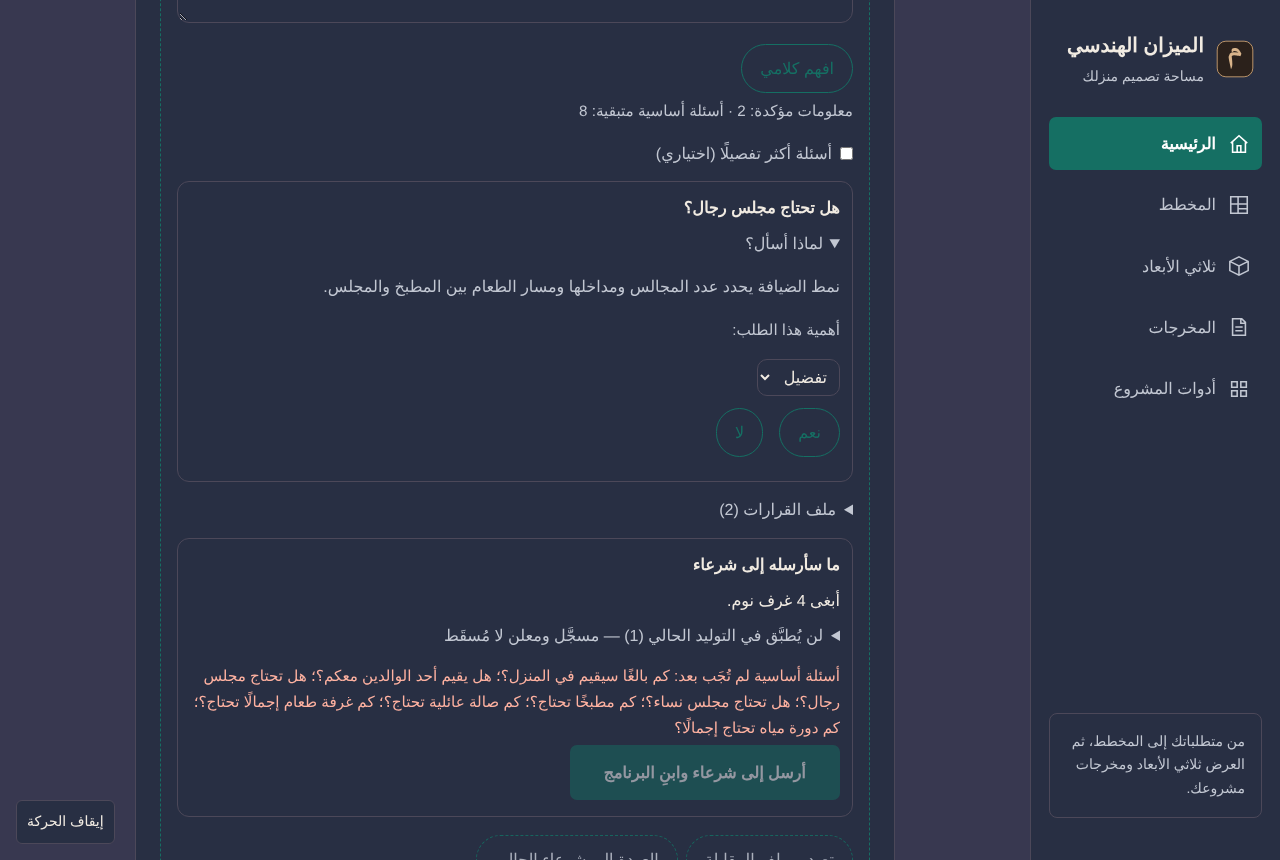 الميزان الهندسي
مساحة تصميم منزلك
الرئيسية
المخطط
ثلاثي الأبعاد
المخرجات
أدوات المشروع
من متطلباتك إلى المخطط، ثم
العرض ثلاثي الأبعاد ومخرجات
مشروعك.
افهم كلامي
معلومات مؤكدة: 2 · أسئلة أساسية متبقية: 8
أسئلة أكثر تفصيلًا (اختياري)
هل تحتاج مجلس رجال؟
لماذا أسأل؟
نمط الضيافة يحدد عدد المجالس ومداخلها ومسار الطعام بين المطبخ والمجلس.
أهمية هذا الطلب:
تفضيل
نعم
لا
ملف القرارات (2)
ما سأرسله إلى شرعاء
أبغى 4 غرف نوم.
لن يُطبَّق في التوليد الحالي (1) — مسجَّل ومعلن لا مُسقَط
أسئلة أساسية لم تُجَب بعد: كم بالغًا سيقيم في المنزل؟؛ هل يقيم أحد الوالدين معكم؟؛ هل تحتاج مجلس
رجال؟؛ هل تحتاج مجلس نساء؟؛ كم مطبخًا تحتاج؟؛ كم صالة عائلية تحتاج؟؛ كم غرفة طعام إجمالًا تحتاج؟؛
كم دورة مياه تحتاج إجمالًا؟
أرسل إلى شرعاء وابنِ البرنامج
إيقاف الحركة